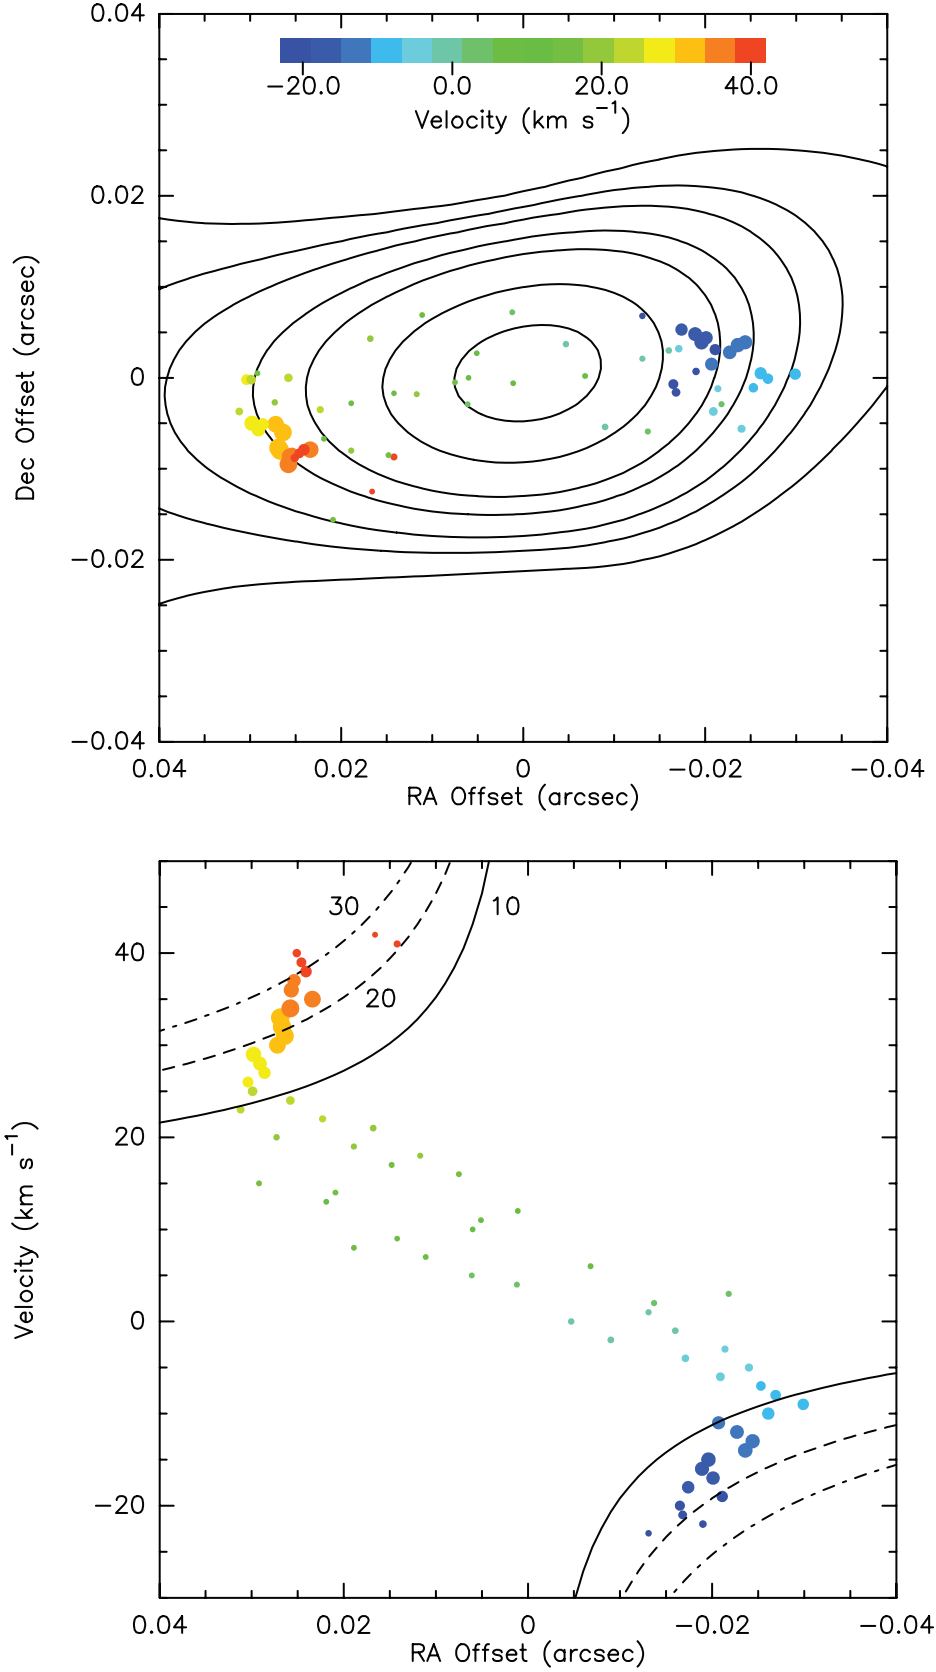 0.04
−20.0 0.0 20.0 40.0
Velocity (km s⁻¹)
0.02
0
−0.02
−0.04
Dec Offset (arcsec)
0.04 0.02 0 −0.02 −0.04
RA Offset (arcsec)
30 10
40
20
20
0
−20
Velocity (km s⁻¹)
0.04 0.02 0 −0.02 −0.04
RA Offset (arcsec)